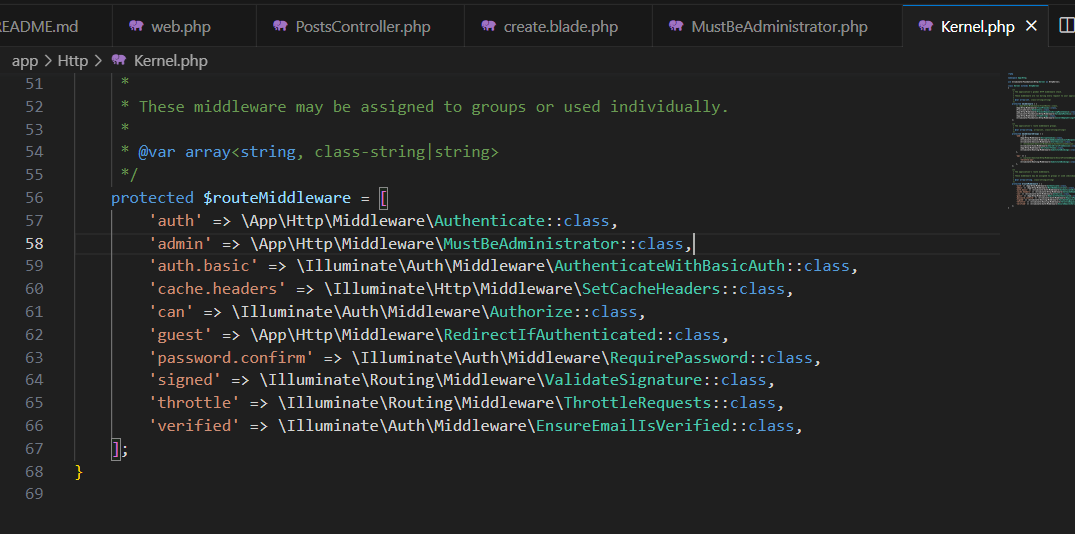 README.md web.php PostsController.php create.blade.php MustBeAdministrator.php Kernel.php
app > Http > Kernel.php
51 *
52 * These middleware may be assigned to groups or used individually.
53 *
54 * @var array<string, class-string|string>
55 */
56 protected $routeMiddleware = [
57 'auth' => \App\Http\Middleware\Authenticate::class,
58 'admin' => \App\Http\Middleware\MustBeAdministrator::class,
59 'auth.basic' => \Illuminate\Auth\Middleware\AuthenticateWithBasicAuth::class,
60 'cache.headers' => \Illuminate\Http\Middleware\SetCacheHeaders::class,
61 'can' => \Illuminate\Auth\Middleware\Authorize::class,
62 'guest' => \App\Http\Middleware\RedirectIfAuthenticated::class,
63 'password.confirm' => \Illuminate\Auth\Middleware\RequirePassword::class,
64 'signed' => \Illuminate\Routing\Middleware\ValidateSignature::class,
65 'throttle' => \Illuminate\Routing\Middleware\ThrottleRequests::class,
66 'verified' => \Illuminate\Auth\Middleware\EnsureEmailIsVerified::class,
67 ];
68 }
69